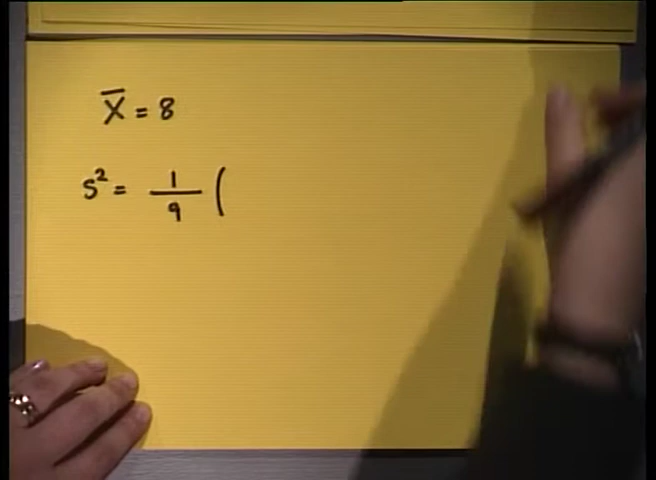 X̄ = 8
S² = 1/9 (